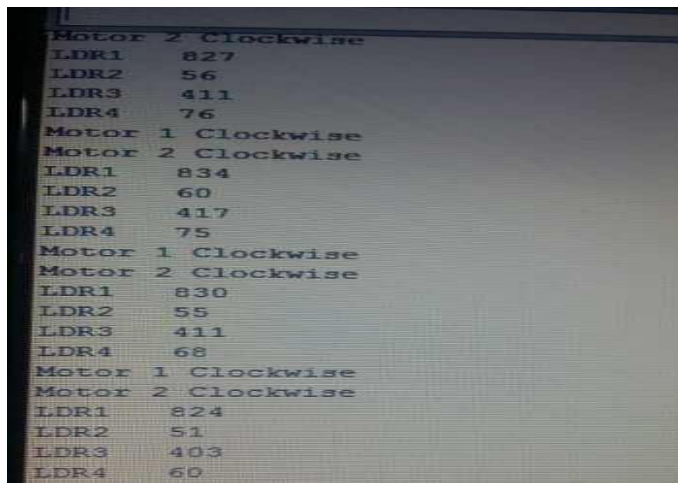 Motor 2 Clockwise
LDR1 827
LDR2 56
LDR3 411
LDR4 76
Motor 1 Clockwise
Motor 2 Clockwise
LDR1 834
LDR2 60
LDR3 417
LDR4 75
Motor 1 Clockwise
Motor 2 Clockwise
LDR1 830
LDR2 55
LDR3 411
LDR4 68
Motor 1 Clockwise
Motor 2 Clockwise
LDR1 824
LDR2 51
LDR3 403
LDR4 60